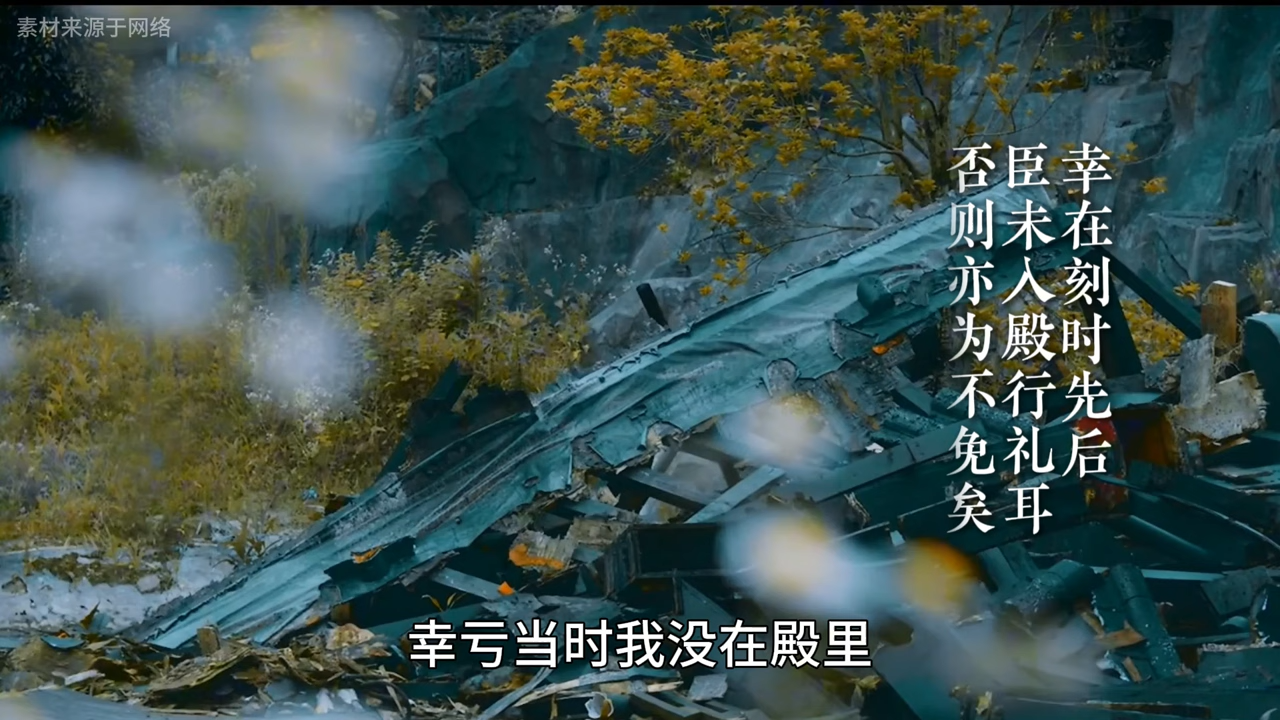 素材来源于网络
幸在刻时先后
臣未入殿行礼耳
否则亦为不免矣
幸亏当时我没在殿里